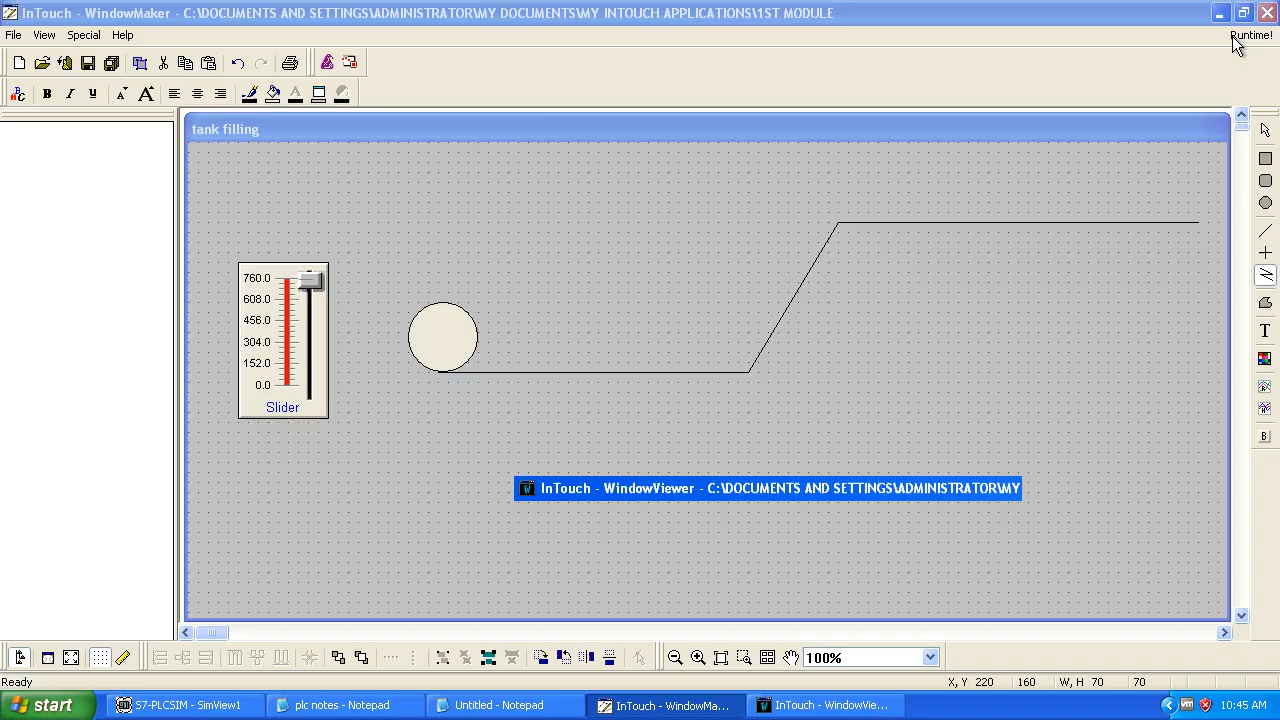 InTouch - WindowMaker - C:\DOCUMENTS AND SETTINGS\ADMINISTRATOR\MY DOCUMENTS\MY INTOUCH APPLICATIONS\1ST MODULE
File View Special Help Runtime!
B I U A A
tank filling
760.0
608.0
456.0
304.0
152.0
0.0
Slider
T
B
InTouch - WindowViewer - C:\DOCUMENTS AND SETTINGS\ADMINISTRATOR\MY
100%
Ready X, Y 220 160 W, H 70 70
start S7-PLCSIM - SimView1 plc notes - Notepad Untitled - Notepad InTouch - WindowMa... InTouch - WindowVie... 10:45 AM